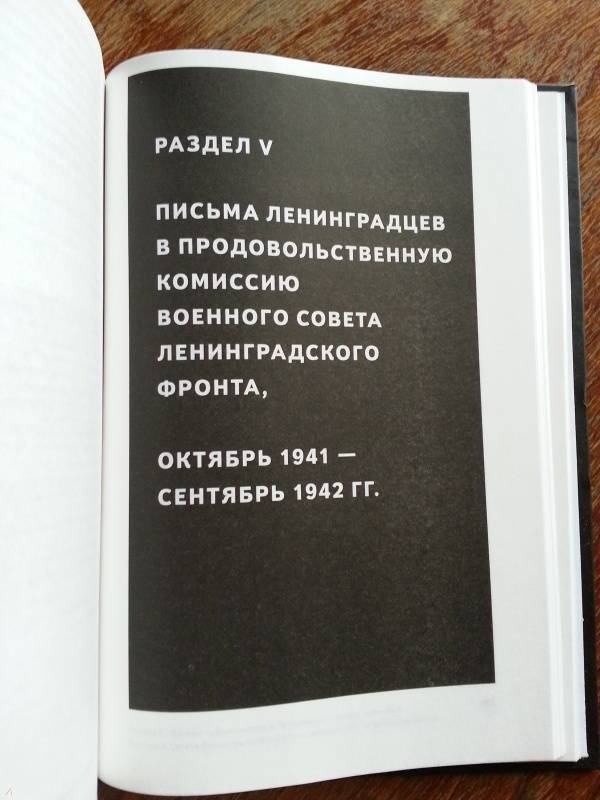 РАЗДЕЛ V
ПИСЬМА ЛЕНИНГРАДЦЕВ
В ПРОДОВОЛЬСТВЕННУЮ
КОМИССИЮ
ВОЕННОГО СОВЕТА
ЛЕНИНГРАДСКОГО
ФРОНТА,
ОКТЯБРЬ 1941 —
СЕНТЯБРЬ 1942 ГГ.